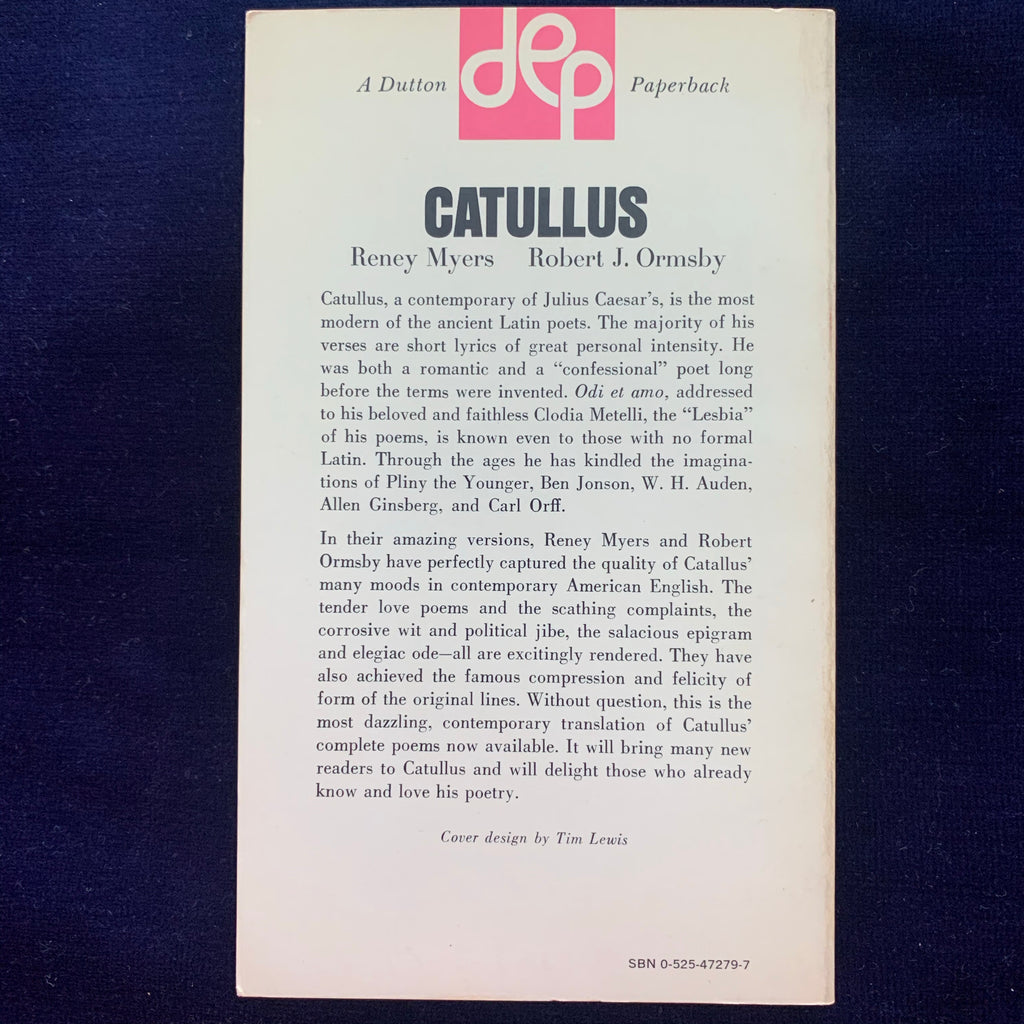 A Dutton dep Paperback
CATULLUS
Reney Myers Robert J. Ormsby
Catullus, a contemporary of Julius Caesar's, is the most
modern of the ancient Latin poets. The majority of his
verses are short lyrics of great personal intensity. He
was both a romantic and a “confessional” poet long
before the terms were invented. Odi et amo, addressed
to his beloved and faithless Clodia Metelli, the “Lesbia”
of his poems, is known even to those with no formal
Latin. Through the ages he has kindled the imagina-
tions of Pliny the Younger, Ben Jonson, W. H. Auden,
Allen Ginsberg, and Carl Orff.
In their amazing versions, Reney Myers and Robert
Ormsby have perfectly captured the quality of Catallus'
many moods in contemporary American English. The
tender love poems and the scathing complaints, the
corrosive wit and political jibe, the salacious epigram
and elegiac ode—all are excitingly rendered. They have
also achieved the famous compression and felicity of
form of the original lines. Without question, this is the
most dazzling, contemporary translation of Catullus'
complete poems now available. It will bring many new
readers to Catullus and will delight those who already
know and love his poetry.
Cover design by Tim Lewis
SBN 0-525-47279-7